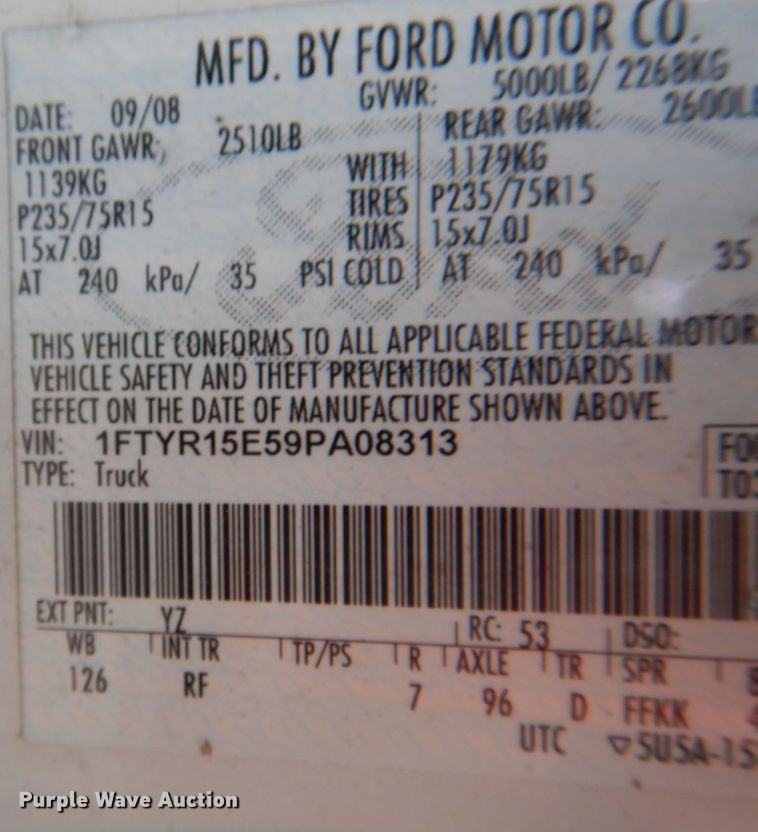 MFD. BY FORD MOTOR CO.
DATE: 09/08 GVWR: 5000LB/ 2268KG
FRONT GAWR: 2510LB REAR GAWR: 2600LB
1139KG WITH 1179KG
P235/75R15 TIRES P235/75R15
15x7.0J RIMS 15x7.0J
AT 240 kPa/ 35 PSI COLD AT 240 kPa/ 35
THIS VEHICLE CONFORMS TO ALL APPLICABLE FEDERAL MOTOR
VEHICLE SAFETY AND THEFT PREVENTION STANDARDS IN
EFFECT ON THE DATE OF MANUFACTURE SHOWN ABOVE.
VIN: 1FTYR15E59PA08313
TYPE: Truck
EXT PNT: YZ RC: 53 DSO:
WB INT TR TP/PS R AXLE TR SPR
126 RF 7 96 D FFKK
UTC ▽5U5A-15
Ford
Purple Wave Auction